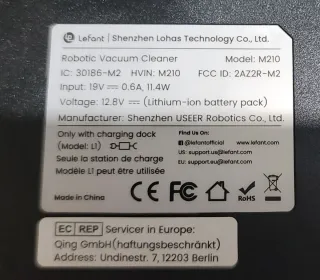 Lefant | Shenzhen Lohas Technology Co., Ltd.
Robotic Vacuum Cleaner Model: M210
IC: 30186-M2 HVIN: M210 FCC ID: 2AZ2R-M2
Input: 19V⎓0.6A, 11.4W
Voltage: 12.8V⎓(Lithium-ion battery pack)
Manufacturer: Shenzhen USEER Robotics Co., Ltd.
Only with charging dock
(Model: L1)
Seule la station de charge
Modèle L1 peut être utilisée
Find Us On:
@lefantofficial www.lefant.com
US: support.us@lefant.com
EU: support.eu@lefant.com
Made in China
CE FC RoHS
EC REP Servicer in Europe:
Qing GmbH(haftungsbeschränkt)
Address: Undinestr. 7, 12203 Berlin